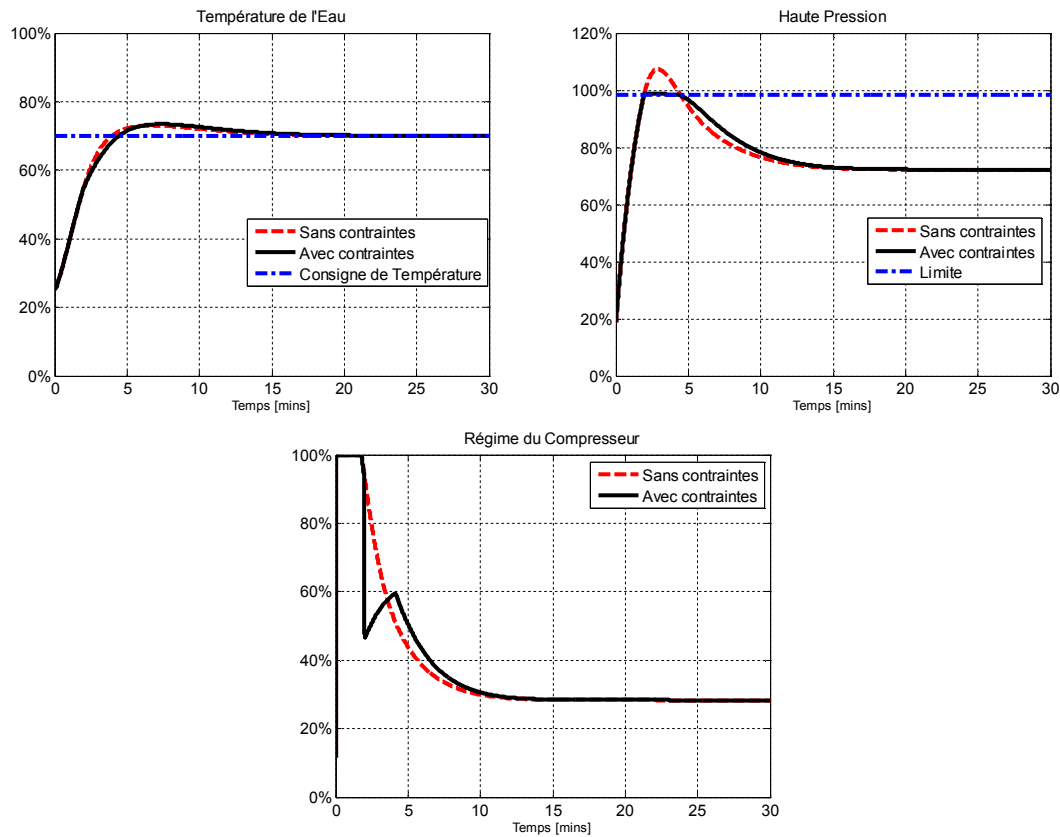 Température de l'Eau
100%
80%
60%
40%
20%
0%
0 5 10 15 20 25 30
Temps [mins]
Sans contraintes
Avec contraintes
Consigne de Température
Haute Pression
120%
100%
80%
60%
40%
20%
0%
0 5 10 15 20 25 30
Temps [mins]
Sans contraintes
Avec contraintes
Limite
Régime du Compresseur
100%
80%
60%
40%
20%
0%
0 5 10 15 20 25 30
Temps [mins]
Sans contraintes
Avec contraintes